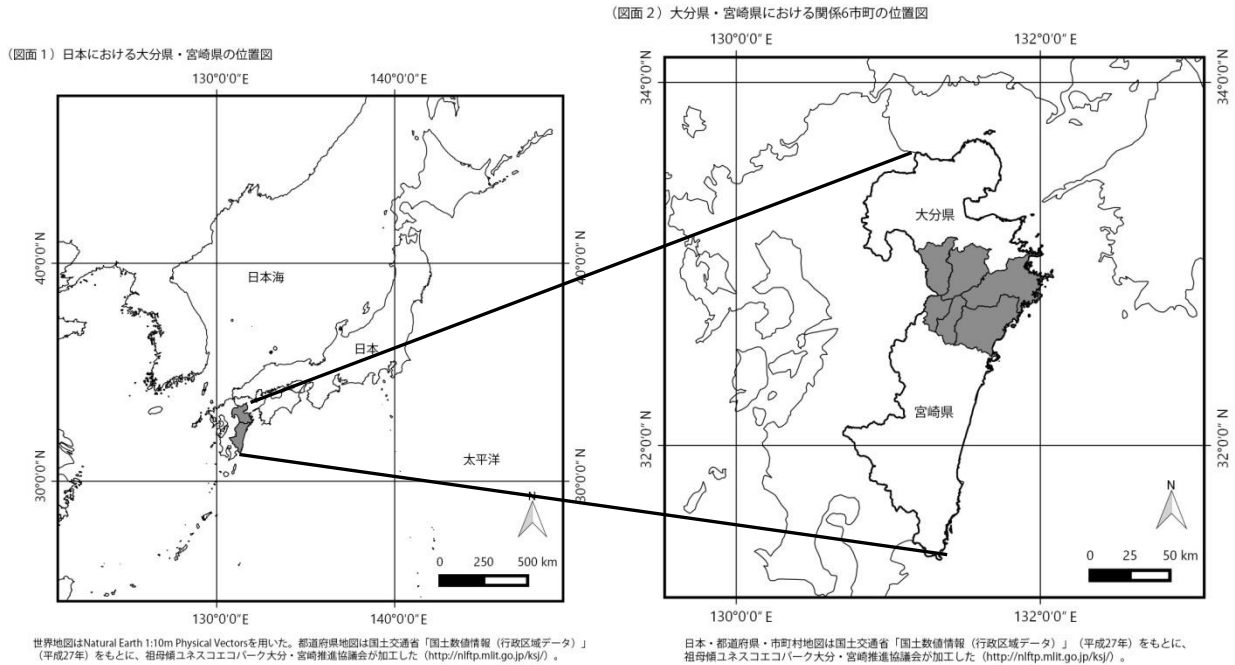 （図面１）日本における大分県・宮崎県の位置図
130°0'0"E
140°0'0"E
40°0'0"N
40°0'0"N
日本海
日本
太平洋
30°0'0"N
30°0'0"N
N
0 250 500 km
130°0'0"E
140°0'0"E
世界地図はNatural Earth 1:10m Physical Vectorsを用いた。都道府県地図は国土交通省「国土数値情報（行政区域データ）」
（平成27年）をもとに、祖母傾ユネスコエコパーク大分・宮崎推進協議会が加工した（http://nlftp.mlit.go.jp/ksj/）。
（図面２）大分県・宮崎県における関係6市町の位置図
130°0'0"E
132°0'0"E
34°0'0"N
34°0'0"N
大分県
宮崎県
32°0'0"N
32°0'0"N
N
0 25 50 km
130°0'0"E
132°0'0"E
日本・都道府県・市町村地図は国土交通省「国土数値情報（行政区域データ）」（平成27年）をもとに、
祖母傾ユネスコエコパーク大分・宮崎推進協議会が加工した（http://nlftp.mlit.go.jp/ksj/）。